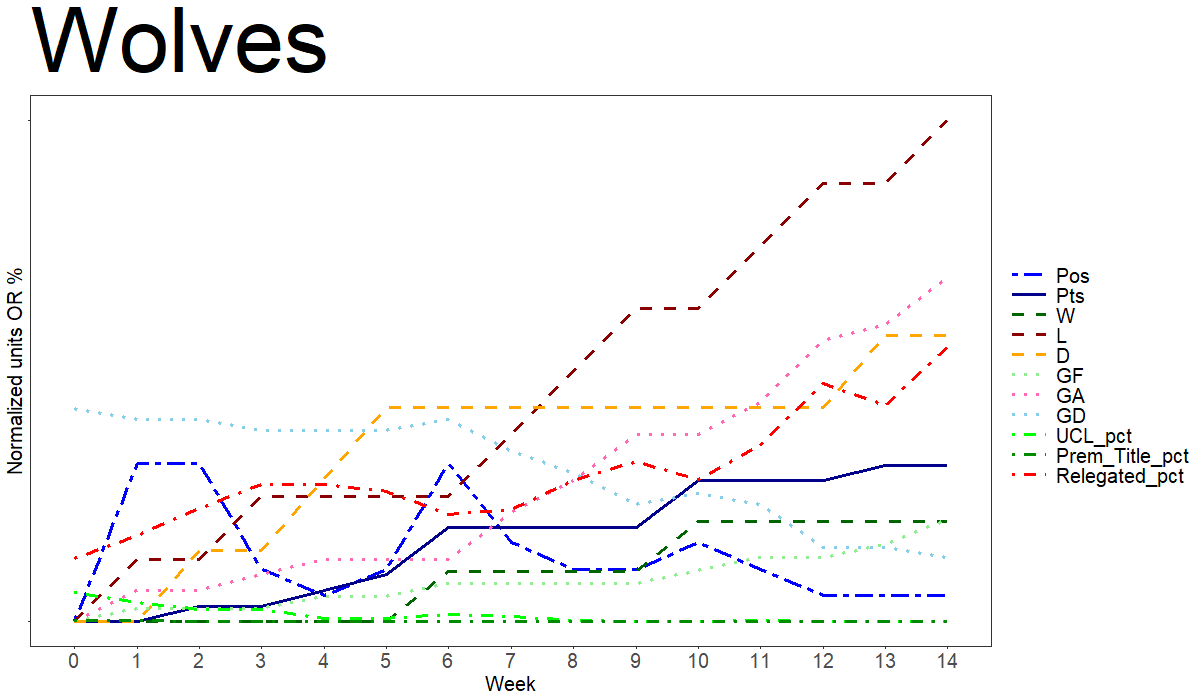 Wolves
Normalized units OR %
Pos
Pts
W
L
D
GF
GA
GD
UCL_pct
Prem_Title_pct
Relegated_pct
0 1 2 3 4 5 6 7 8 9 10 11 12 13 14
Week